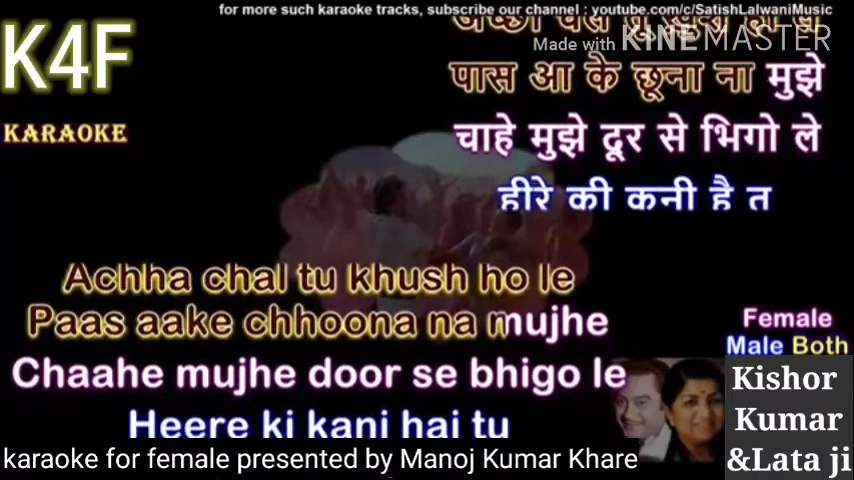 for more such karaoke tracks, subscribe our channel : youtube.com/c/SatishLalwaniMusic
Made with KINEMASTER
K4F
KARAOKE
अच्छा चल तू खुश हो ले
पास आ के छूना ना मुझे
चाहे मुझे दूर से भिगो ले
हीरे की कनी है त
Achha chal tu khush ho le
Paas aake chhoona na mujhe
Chaahe mujhe door se bhigo le
Heere ki kani hai tu
Female
Male Both
Kishor
Kumar
&Lata ji
karaoke for female presented by Manoj Kumar Khare